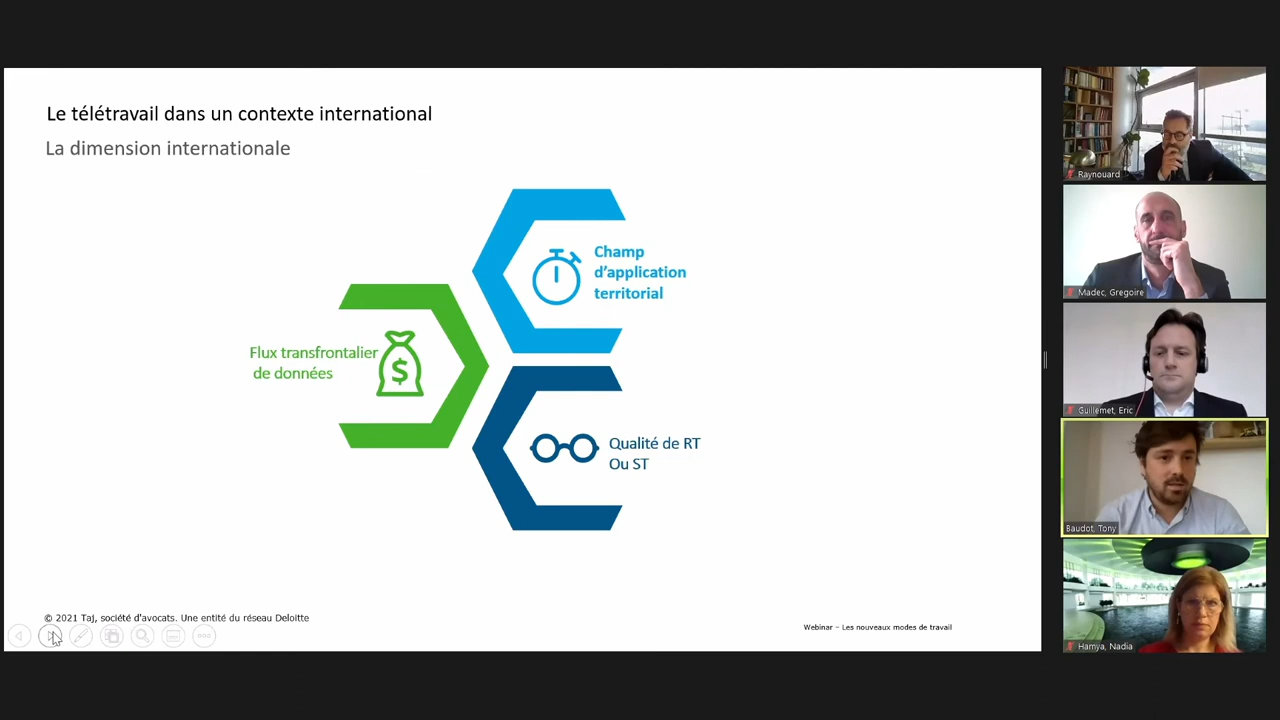 Le télétravail dans un contexte international
La dimension internationale
Champ
d'application
territorial
Flux transfrontalier
de données
$
Qualité de RT
Ou ST
© 2021 Taj, société d'avocats. Une entité du réseau Deloitte
Webinar – Les nouveaux modes de travail
Raynouard
Madec, Gregoire
Guillemet, Eric
Baudot, Tony
Hamya, Nadia